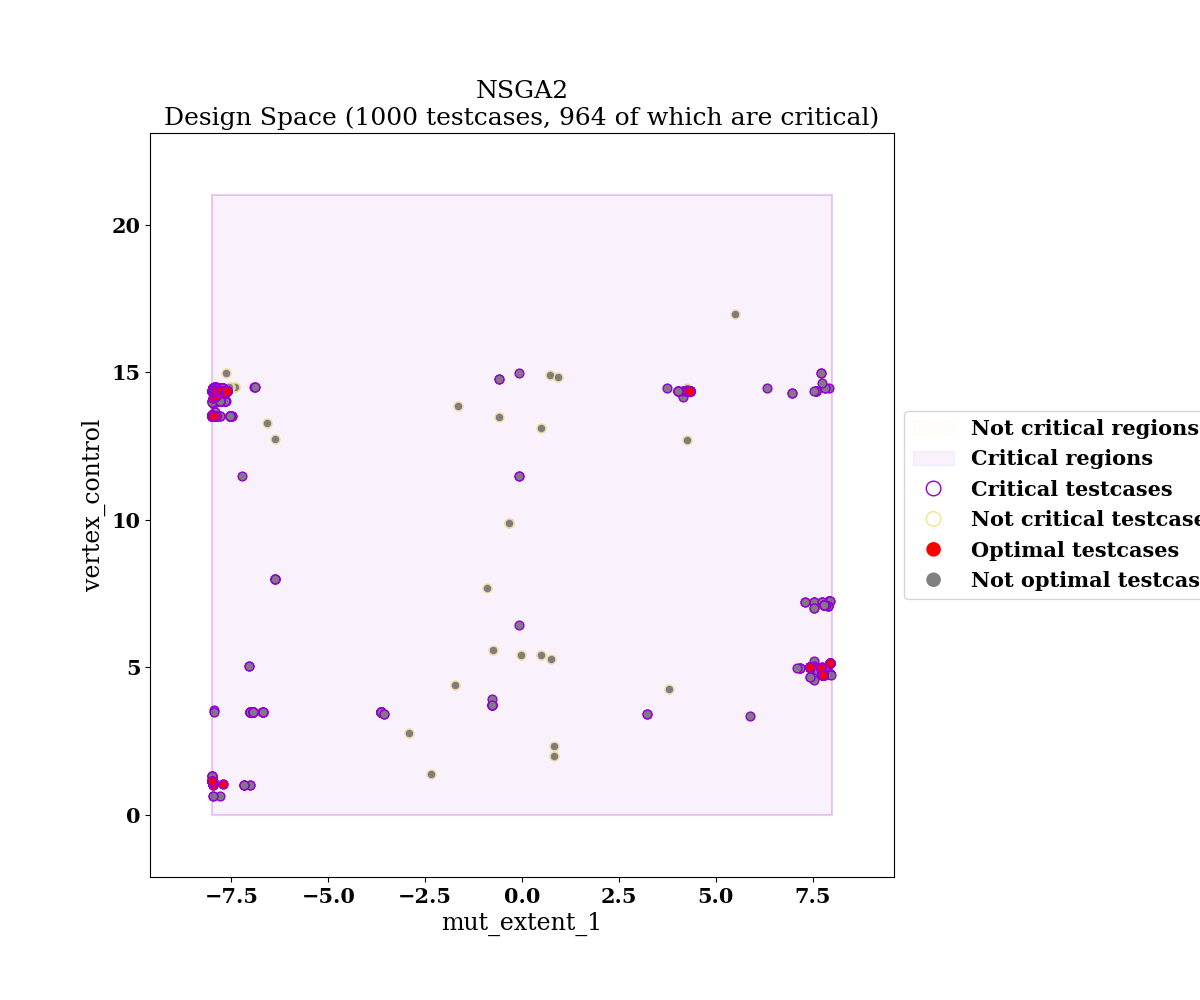 NSGA2
Design Space (1000 testcases, 964 of which are critical)
20
15
10
5
0
vertex_control
−7.5 −5.0 −2.5 0.0 2.5 5.0 7.5
mut_extent_1
Not critical regions
Critical regions
Critical testcases
Not critical testcase
Optimal testcases
Not optimal testcas